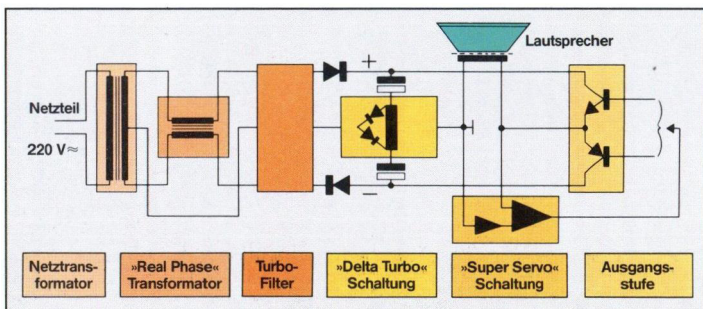 Lautsprecher
+
Netzteil
220 V≈
−
Netztrans-
formator
»Real Phase«
Transformator
Turbo-
Filter
»Delta Turbo«
Schaltung
»Super Servo«
Schaltung
Ausgangs-
stufe